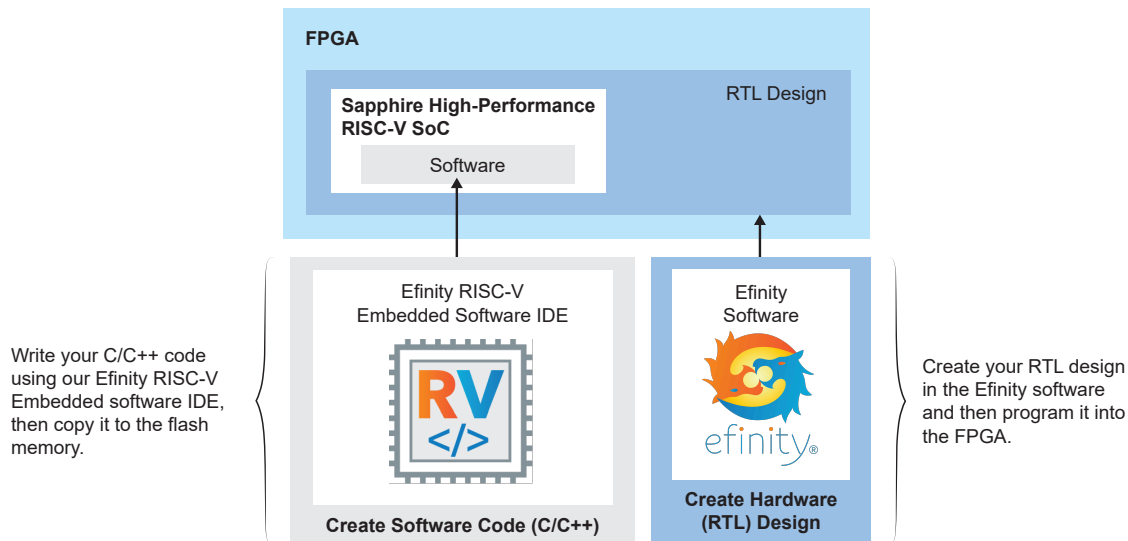 FPGA
RTL Design
Sapphire High-Performance
RISC-V SoC
Software
Efinity RISC-V
Embedded Software IDE
RV
</>
Create Software Code (C/C++)
Efinity
Software
efinity®
Create Hardware
(RTL) Design
Write your C/C++ code
using our Efinity RISC-V
Embedded software IDE,
then copy it to the flash
memory.
Create your RTL design
in the Efinity software
and then program it into
the FPGA.